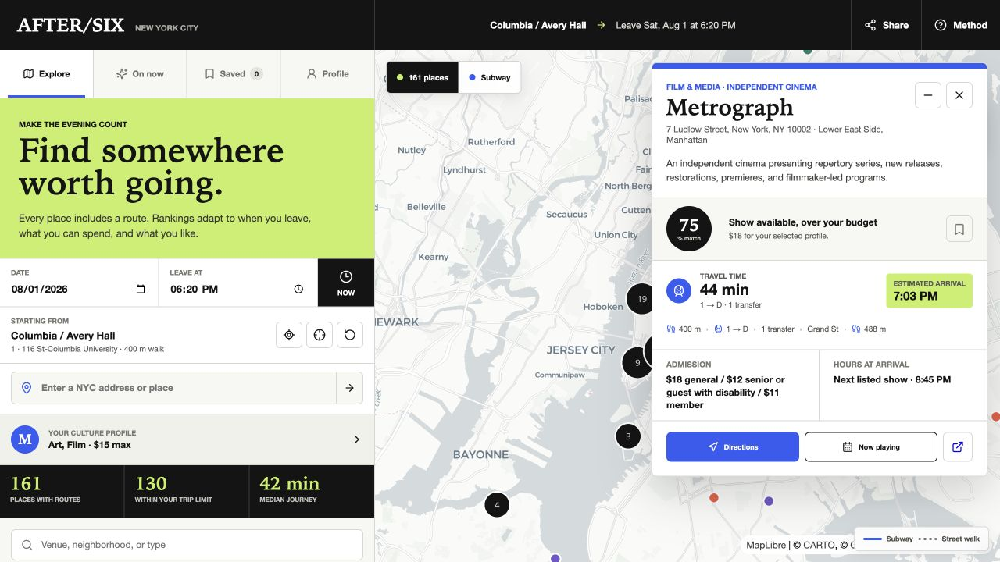 AFTER/SIX NEW YORK CITY
Columbia / Avery Hall → Leave Sat, Aug 1 at 6:20 PM
Share
Method
Explore
On now
Saved 0
Profile
MAKE THE EVENING COUNT
Find somewhere
worth going.
Every place includes a route. Rankings adapt to when you leave,
what you can spend, and what you like.
DATE
08/01/2026
LEAVE AT
06:20 PM
NOW
STARTING FROM
Columbia / Avery Hall
1 · 116 St-Columbia University · 400 m walk
Enter a NYC address or place
M
YOUR CULTURE PROFILE
Art, Film · $15 max
161
PLACES WITH ROUTES
130
WITHIN YOUR TRIP LIMIT
42 min
MEDIAN JOURNEY
Venue, neighborhood, or type
161 places
Subway
Palisa
Rutherford
Nutley
Lyndhurst
Cl
Fair
North Berg
Belleville
Secaucus
Gutten
Union City
Kearny
Hudson River
Hoboken
19
EWARK
JERSEY CITY
9
Communipaw
Creek
3
BAYONNE
4
FILM & MEDIA · INDEPENDENT CINEMA
Metrograph
7 Ludlow Street, New York, NY 10002 · Lower East Side,
Manhattan
An independent cinema presenting repertory series, new releases,
restorations, premieres, and filmmaker-led programs.
75
% match
Show available, over your budget
$18 for your selected profile.
TRAVEL TIME
44 min
1 → D · 1 transfer
ESTIMATED ARRIVAL
7:03 PM
400 m · 1 → D · 1 transfer · Grand St · 488 m
ADMISSION
$18 general / $12 senior or
guest with disability / $11
member
HOURS AT ARRIVAL
Next listed show · 8:45 PM
Directions
Now playing
MapLibre | © CARTO, ©
Subway
Street walk